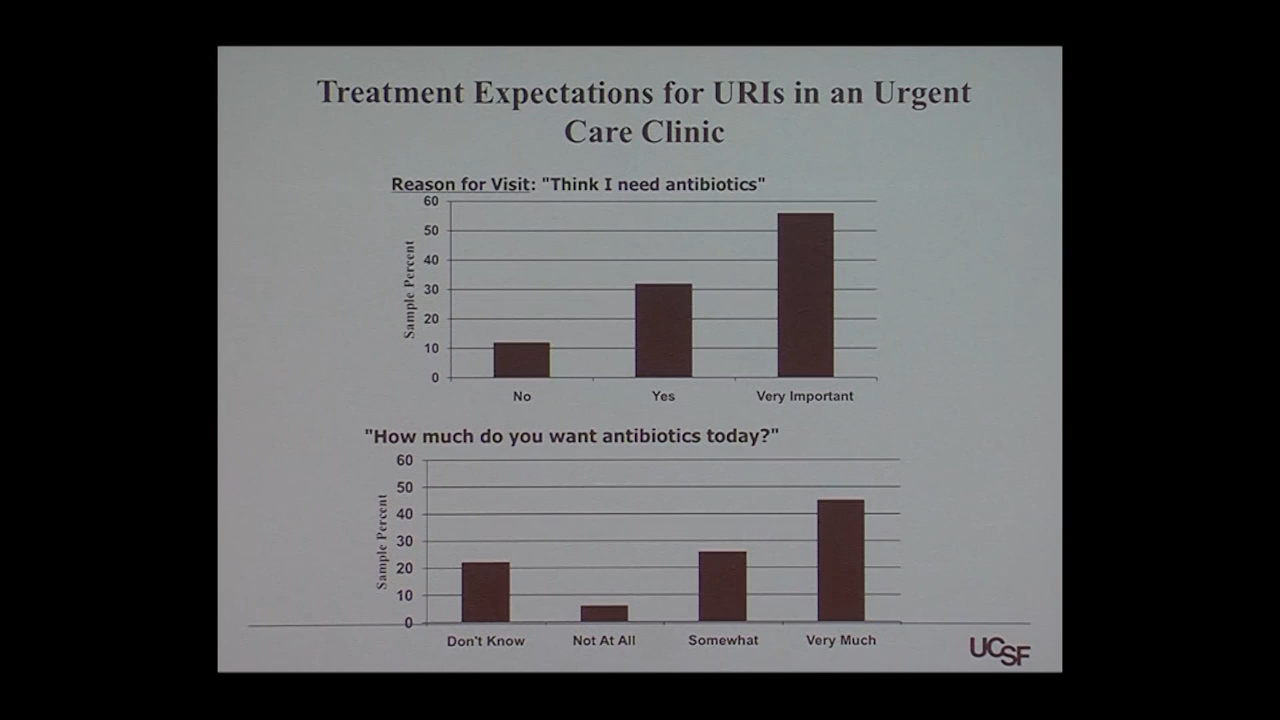 Treatment Expectations for URIs in an Urgent
Care Clinic
Reason for Visit: "Think I need antibiotics"
60
50
40
30
20
10
0
Sample Percent
No Yes Very Important
"How much do you want antibiotics today?"
60
50
40
30
20
10
0
Sample Percent
Don't Know Not At All Somewhat Very Much
UCSF